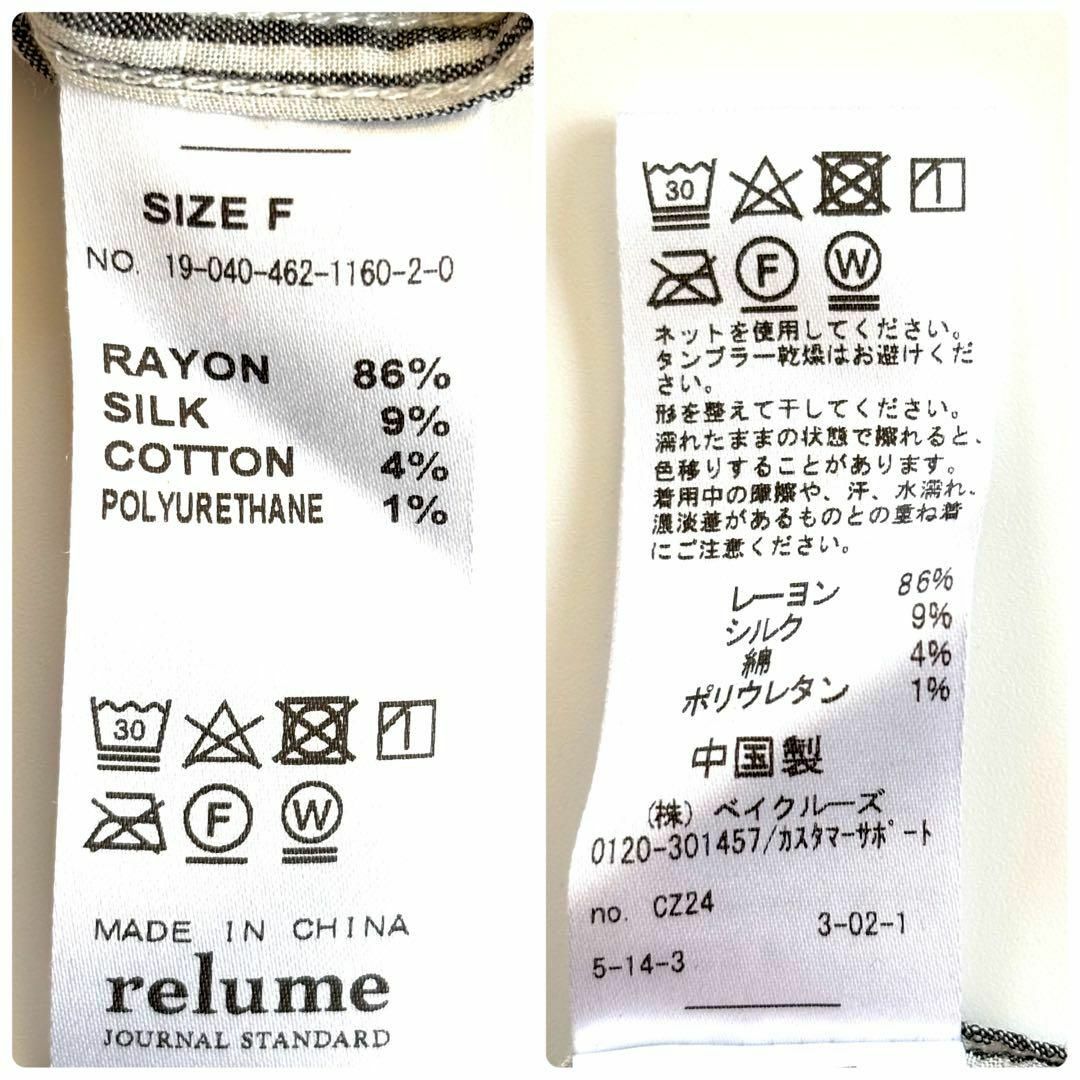 SIZE F
NO. 19-040-462-1160-2-0
RAYON 86%
SILK 9%
COTTON 4%
POLYURETHANE 1%
30
F W
MADE IN CHINA
relume
JOURNAL STANDARD
30
F W
ネットを使用してください。
タンブラー乾燥はお避けくだ
さい。
形を整えて干してください。
濡れたままの状態で擦れると、
色移りすることがあります。
着用中の摩擦や、汗、水濡れ、
濃淡差があるものとの重ね着
にご注意ください。
レーヨン 86%
シルク 9%
綿 4%
ポリウレタン 1%
中国製
(株) ベイクルーズ
0120-301457/カスタマーサポート
no. CZ24
3-02-1
5-14-3